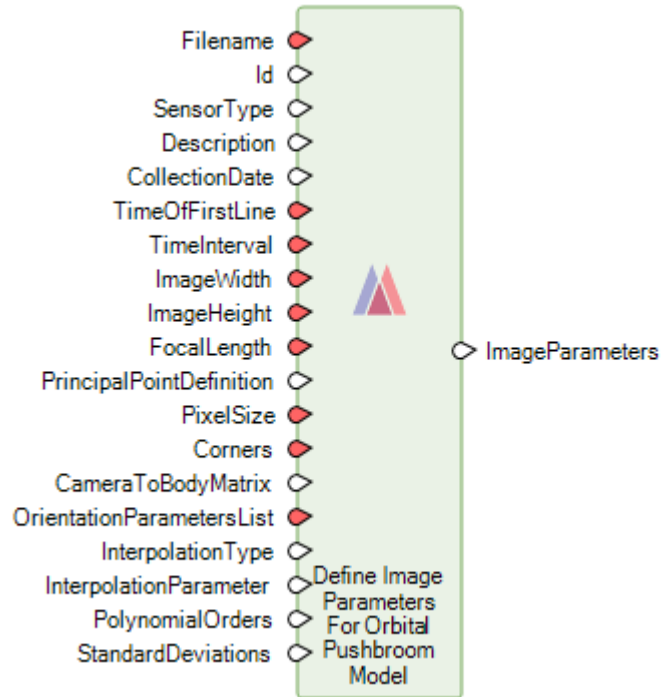 Filename
Id
SensorType
Description
CollectionDate
TimeOfFirstLine
TimeInterval
ImageWidth
ImageHeight
FocalLength
ImageParameters
PrincipalPointDefinition
PixelSize
Corners
CameraToBodyMatrix
OrientationParametersList
InterpolationType
InterpolationParameter
PolynomialOrders
StandardDeviations
Define Image
Parameters
For Orbital
Pushbroom
Model